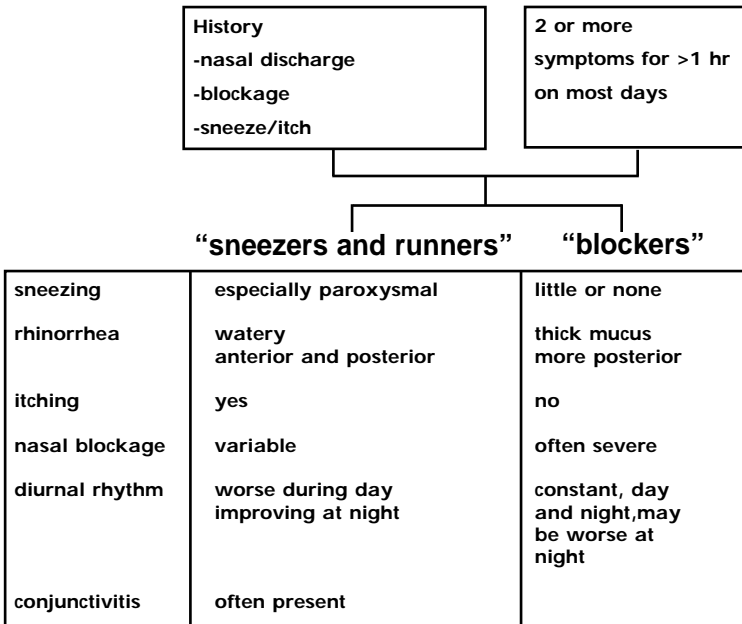 History
-nasal discharge
-blockage
-sneeze/itch
2 or more
symptoms for >1 hr
on most days
“sneezers and runners” “blockers”
sneezing especially paroxysmal little or none
rhinorrhea watery thick mucus
anterior and posterior more posterior
itching yes no
nasal blockage variable often severe
diurnal rhythm worse during day constant, day
improving at night and night,may
be worse at
night
conjunctivitis often present